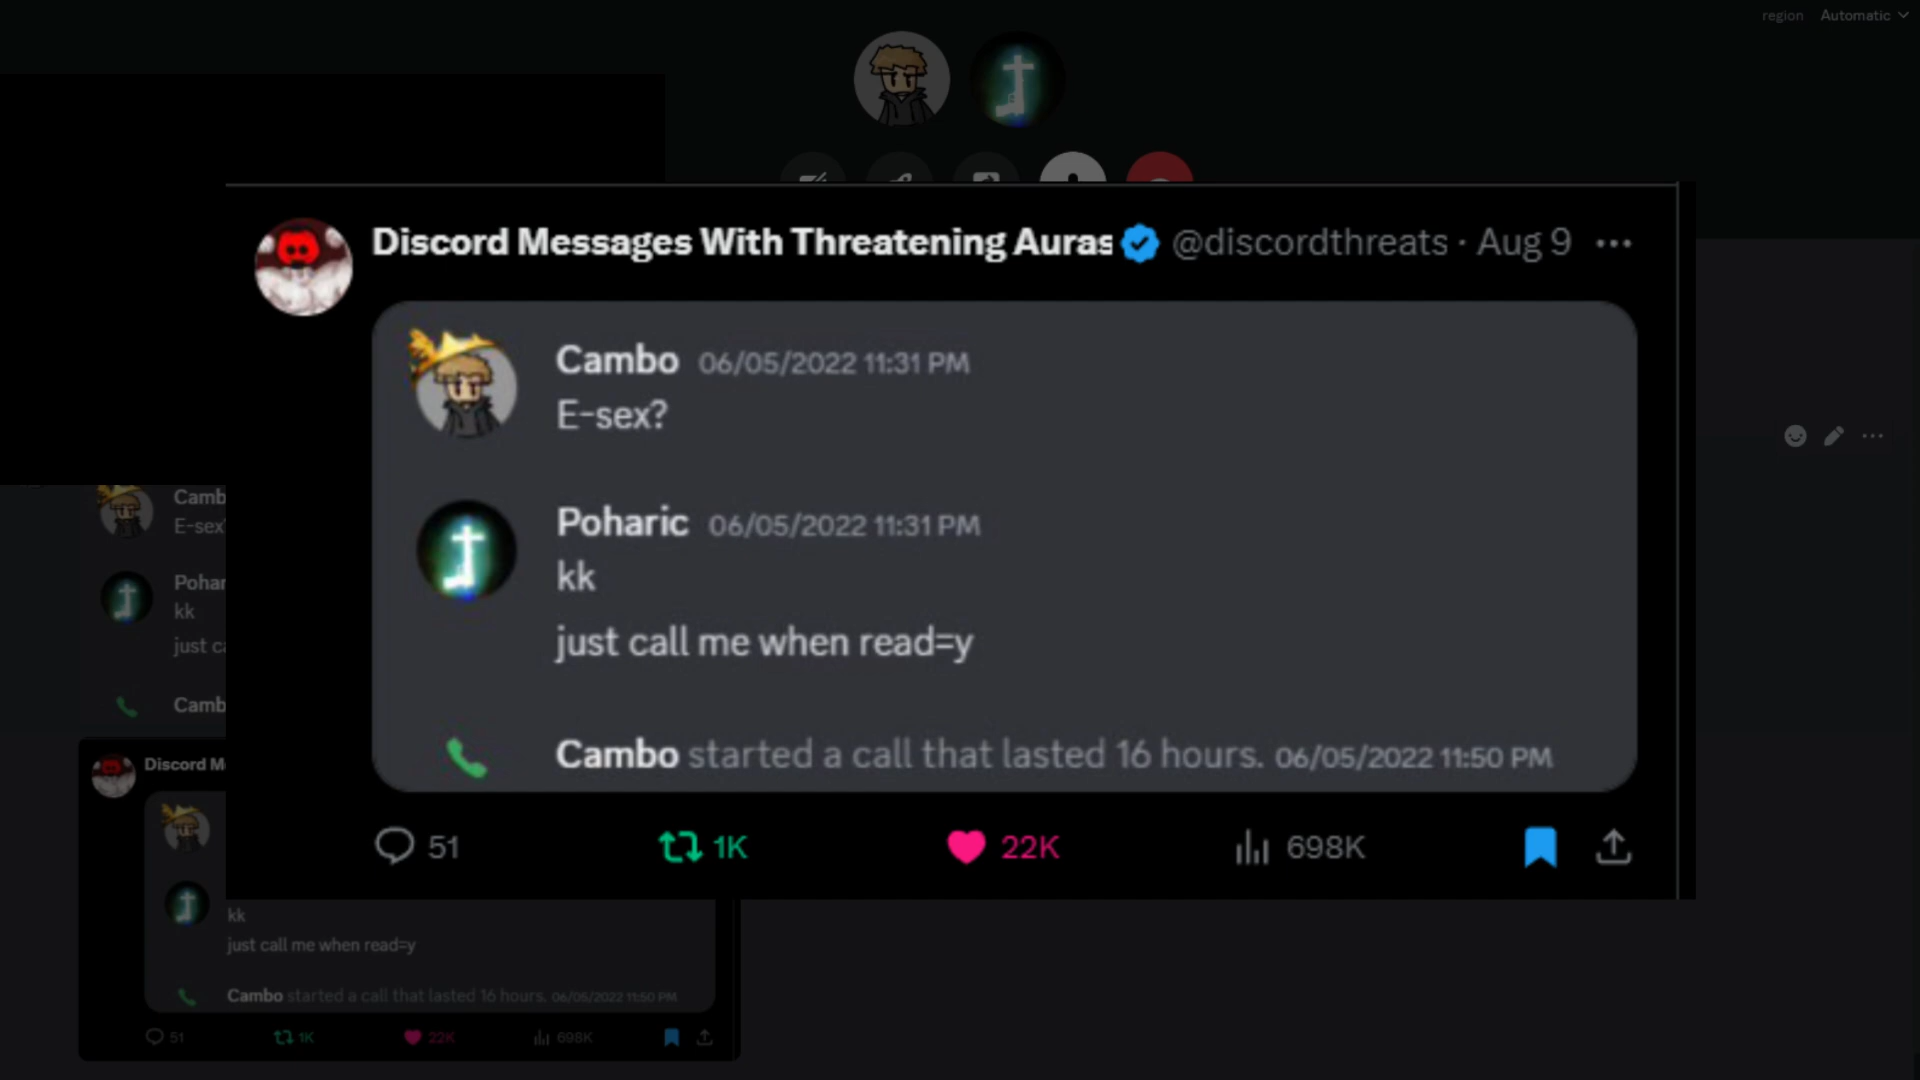 region Automatic
Discord Messages With Threatening Auras @discordthreats · Aug 9
Cambo 06/05/2022 11:31 PM
E-sex?
Poharic 06/05/2022 11:31 PM
kk
just call me when read=y
Cambo started a call that lasted 16 hours. 06/05/2022 11:50 PM
51 1K 22K 698K
Camb
E-sex?
Pohar
kk
just ca
Camb
Discord M
kk
just call me when read=y
Cambo started a call that lasted 16 hours. 06/05/2022 11:50 PM
51 1K 22K 698K